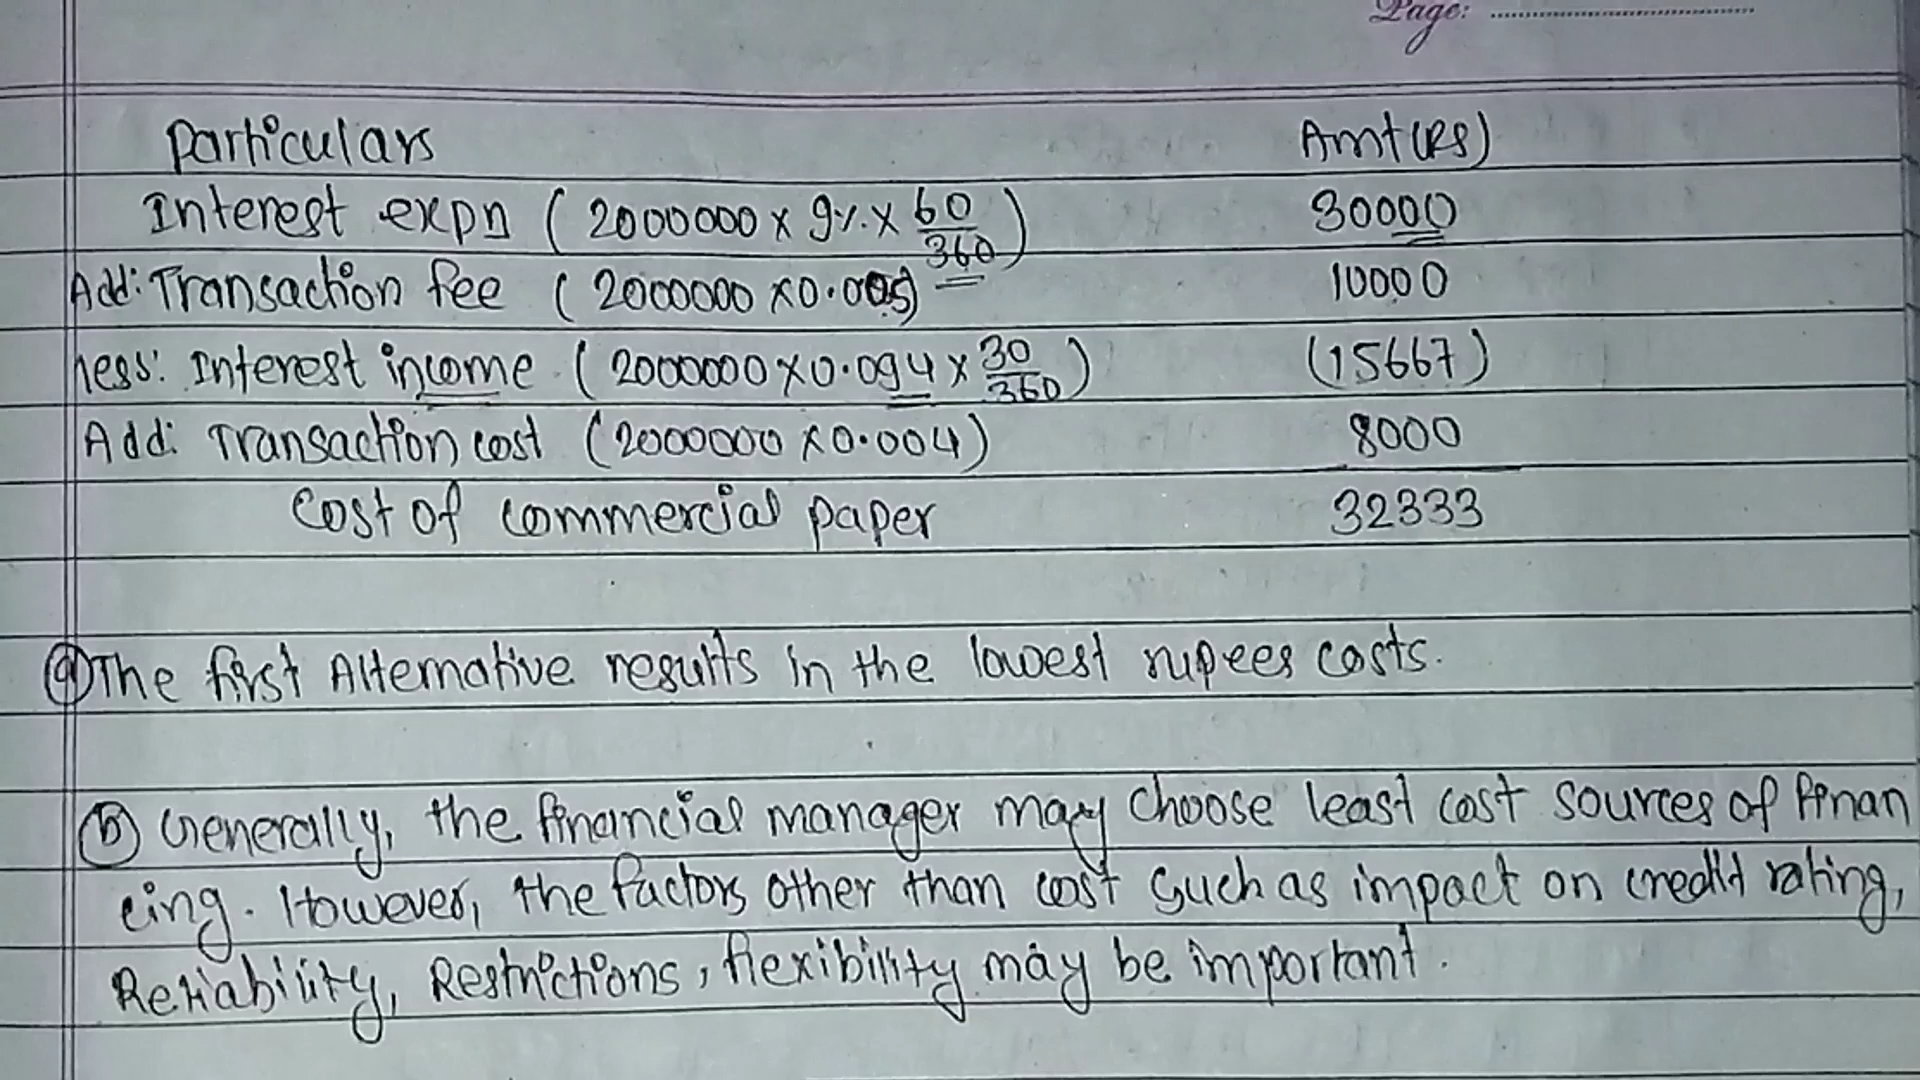 Page: ..........
Particulars Amt (RS)
Interest expn ( 2000000 x 9%. x 60/360 ) 30000
Add: Transaction fee ( 2000000 x 0.005) 10000
Less: Interest income ( 2000000 x 0.094 x 30/360 ) (15667)
Add: Transaction cost (2000000 x 0.004) 8000
Cost of commercial paper 32333
(a) The first Alternative results in the lowest rupees costs.
(b) Generally, the financial manager may choose least cost sources of finan
cing. However, the factors other than cost such as impact on credit rating,
Reliability, Restrictions, flexibility may be important.